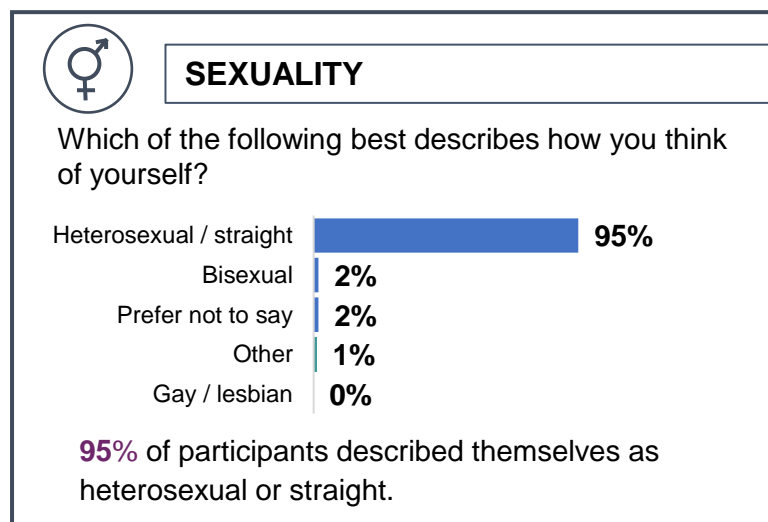 SEXUALITY
Which of the following best describes how you think
of yourself?
Heterosexual / straight 95%
Bisexual 2%
Prefer not to say 2%
Other 1%
Gay / lesbian 0%
95% of participants described themselves as
heterosexual or straight.